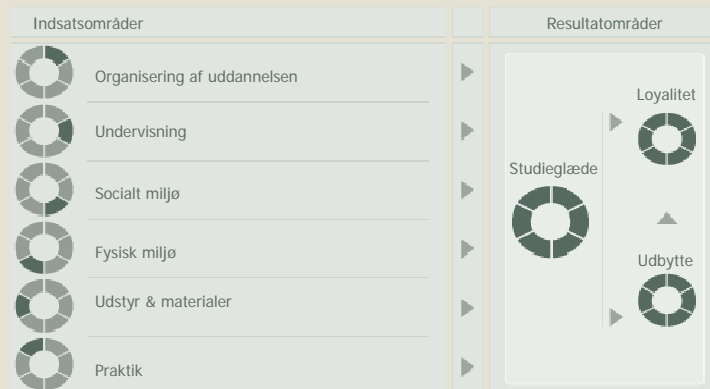 Indsatsområder
Resultatområder
Organisering af uddannelsen
Undervisning
Socialt miljø
Fysisk miljø
Udstyr & materialer
Praktik
Studieglæde
Loyalitet
Udbytte